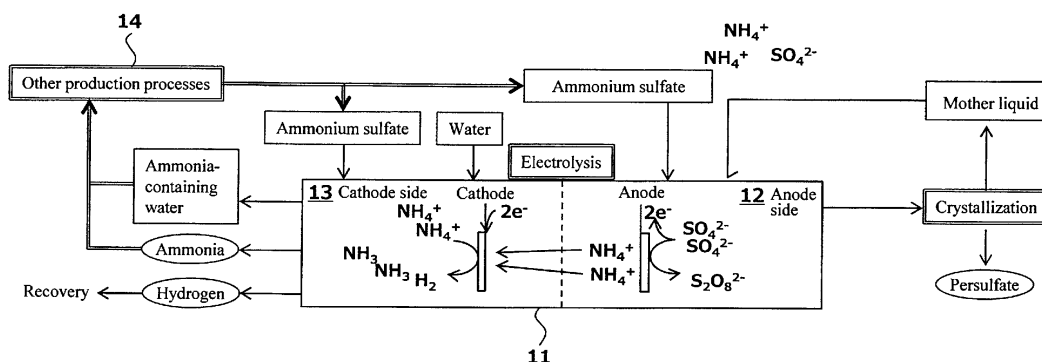 14
NH₄⁺
NH₄⁺ SO₄²⁻
Other production processes
Ammonium sulfate
Mother liquid
Ammonium sulfate
Water
Electrolysis
Ammonia-
containing
water
13 Cathode side
Cathode
Anode
12 Anode
side
Crystallization
NH₄⁺
NH₄⁺
2e-
2e-
SO₄²⁻
SO₄²⁻
NH₃
NH₃ H₂
NH₄⁺
NH₄⁺
S₂O₈²⁻
Ammonia
Recovery
Hydrogen
Persulfate
11